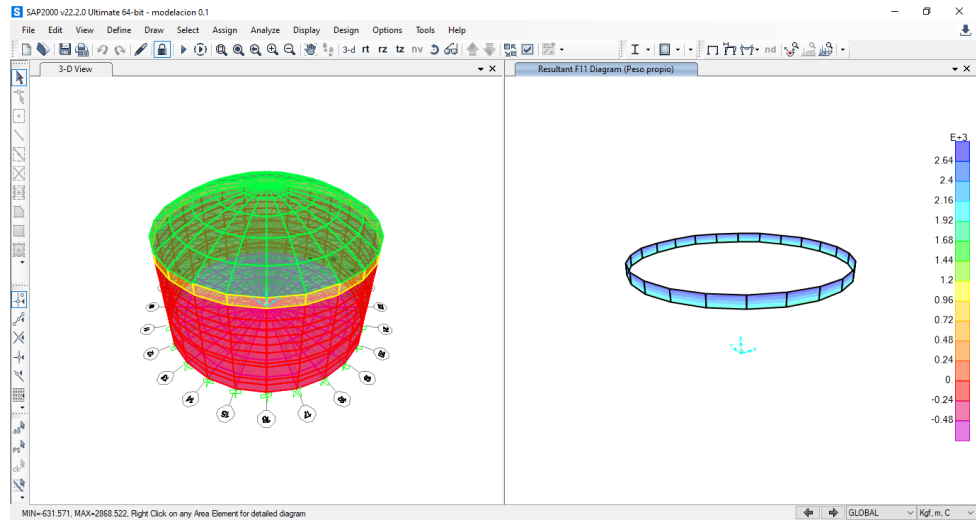 SAP2000 v22.2.0 Ultimate 64-bit - modelacion 0.1
File Edit View Define Draw Select Assign Analyze Display Design Options Tools Help
3-d rt rz tz nv nd
3-D View
Resultant F11 Diagram (Peso propio)
E+3
2.64
2.4
2.16
1.92
1.68
1.44
1.2
0.96
0.72
0.48
0.24
0.
-0.24
-0.48
all
PS
clr
MIN=-631.571, MAX=2868.522, Right Click on any Area Element for detailed diagram
GLOBAL
Kgf, m, C